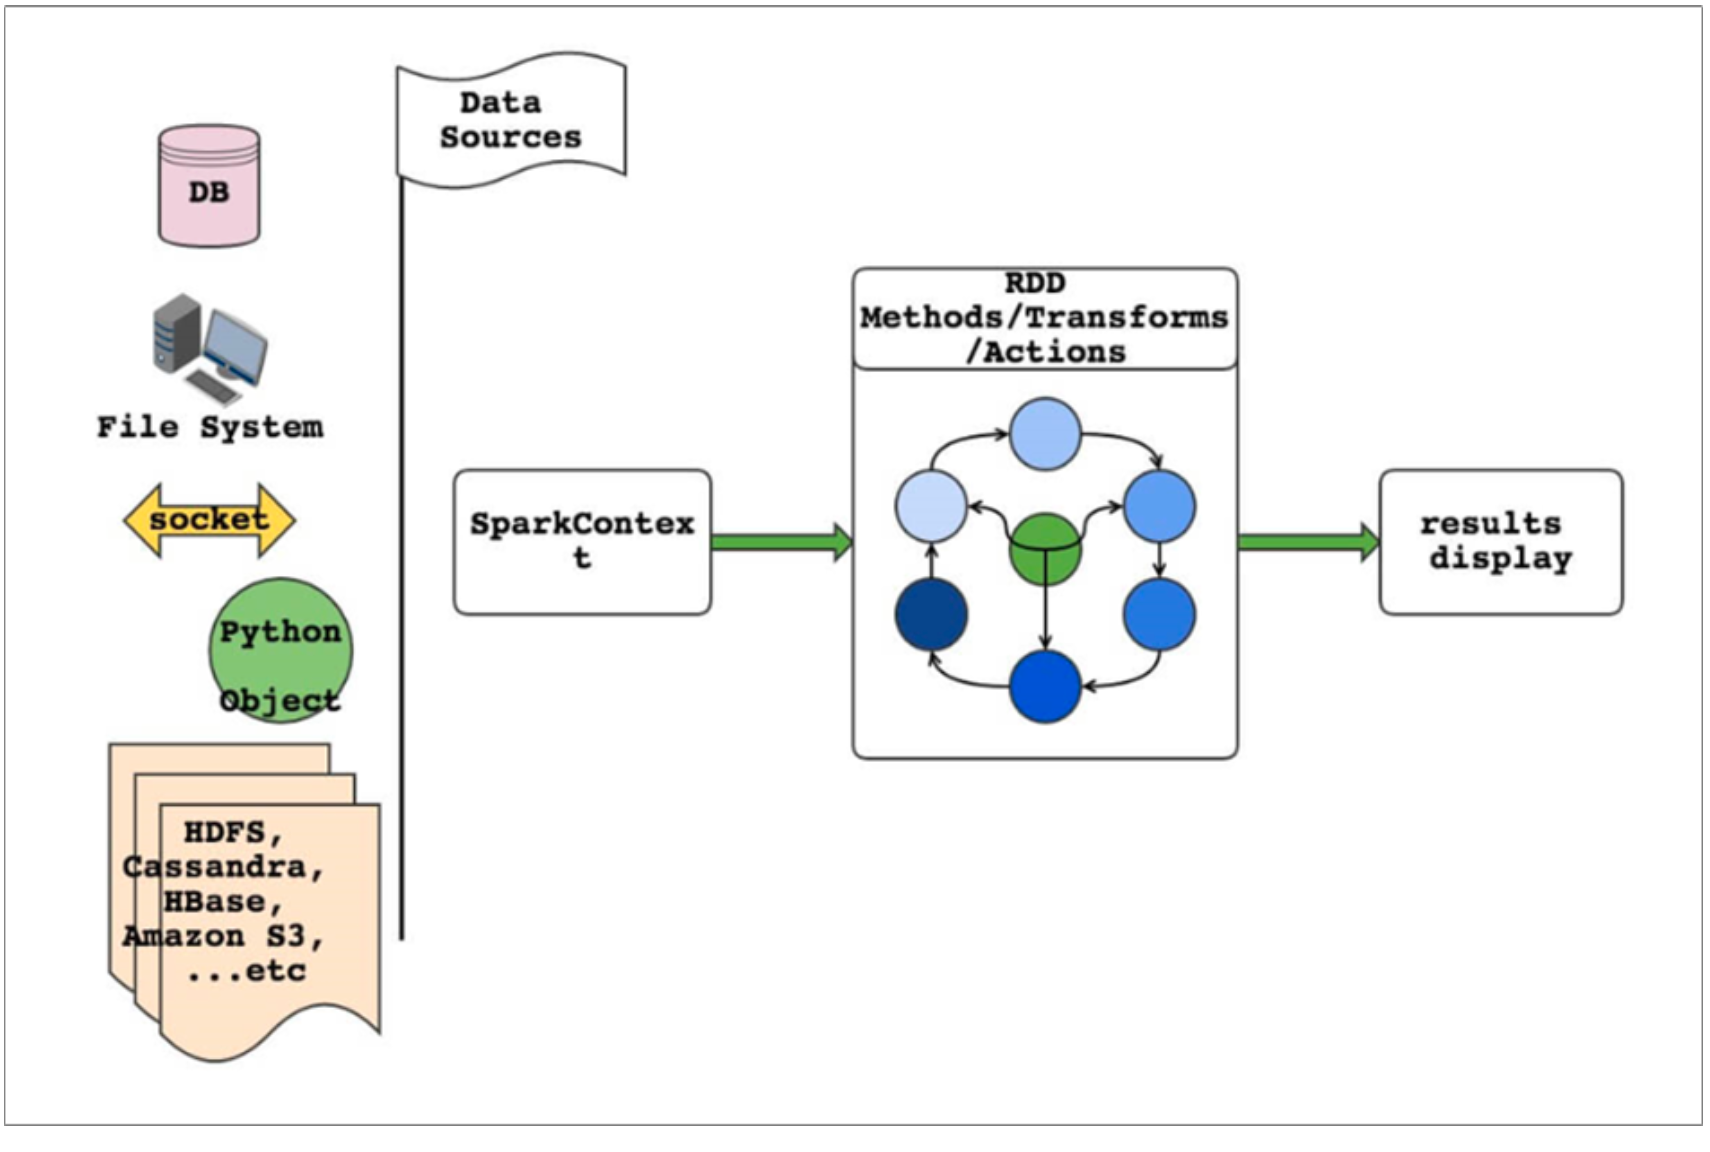 Data
Sources
DB
File System
socket
Python
Object
HDFS,
Cassandra,
HBase,
Amazon S3,
...etc
SparkContex
t
RDD
Methods/Transforms
/Actions
results
display